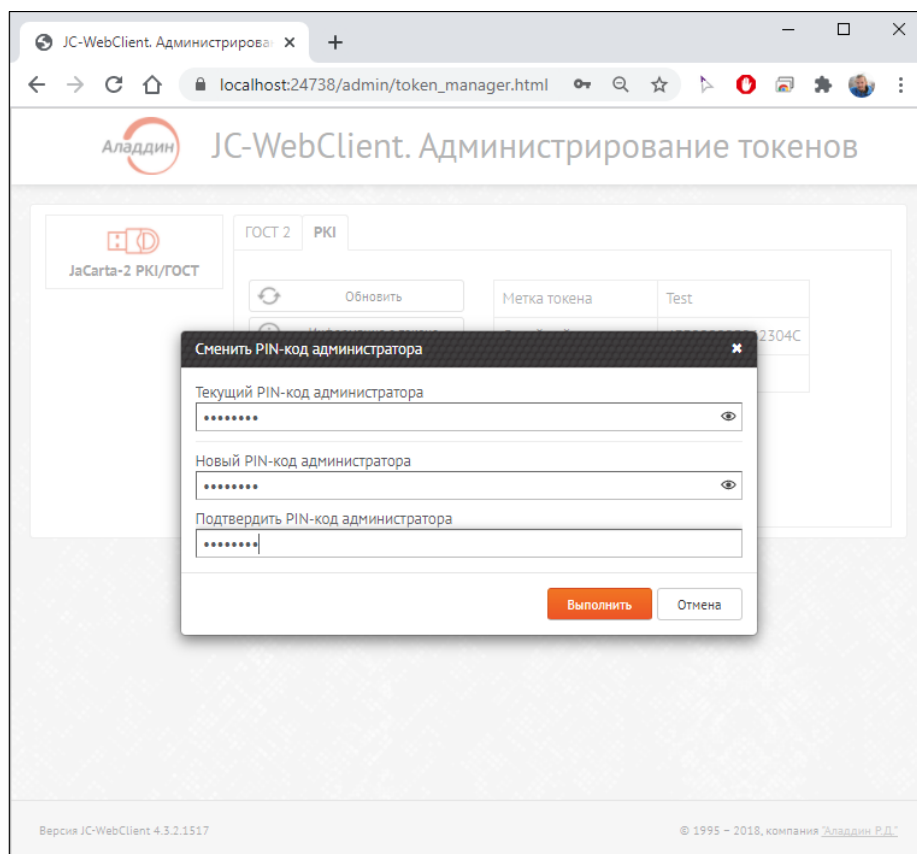 JC-WebClient. Администрирова
localhost:24738/admin/token_manager.html
Аладдин
JC-WebClient. Администрирование токенов
JaCarta-2 PKI/ГОСТ
ГОСТ 2 PKI
Обновить
Метка токена Test
2304C
Сменить PIN-код администратора
Текущий PIN-код администратора
••••••••
Новый PIN-код администратора
••••••••
Подтвердить PIN-код администратора
••••••••
Выполнить Отмена
Версия JC-WebClient 4.3.2.1517
© 1995 – 2018, компания "Аладдин Р.Д."